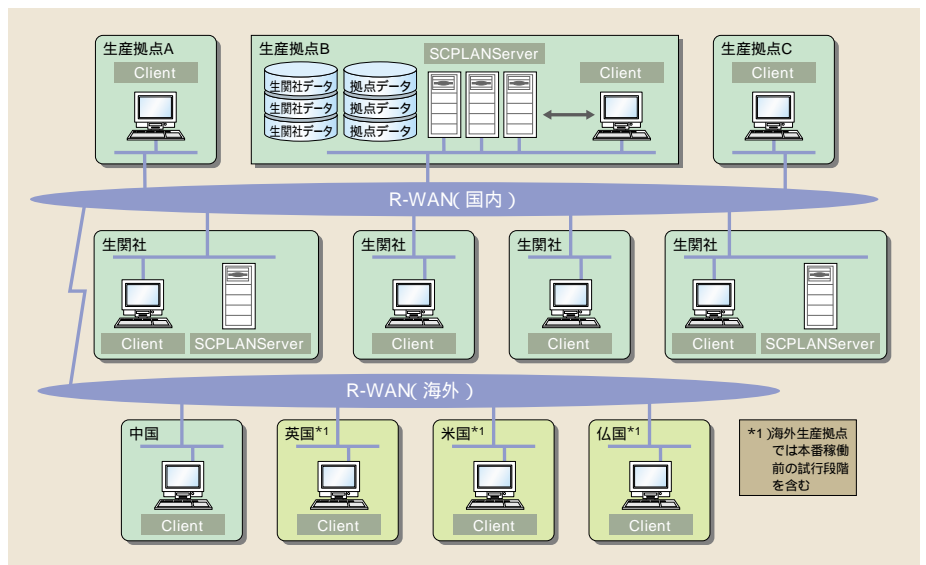 生産拠点A
Client
生産拠点B
SCPLANServer
生関社データ
生関社データ
生関社データ
拠点データ
拠点データ
拠点データ
Client
生産拠点C
Client
R-WAN(国内)
生関社
Client
SCPLANServer
生関社
Client
生関社
Client
生関社
Client
SCPLANServer
R-WAN(海外)
中国
Client
英国*1
Client
米国*1
Client
仏国*1
Client
*1)海外生産拠点
では本番稼働
前の試行段階
を含む